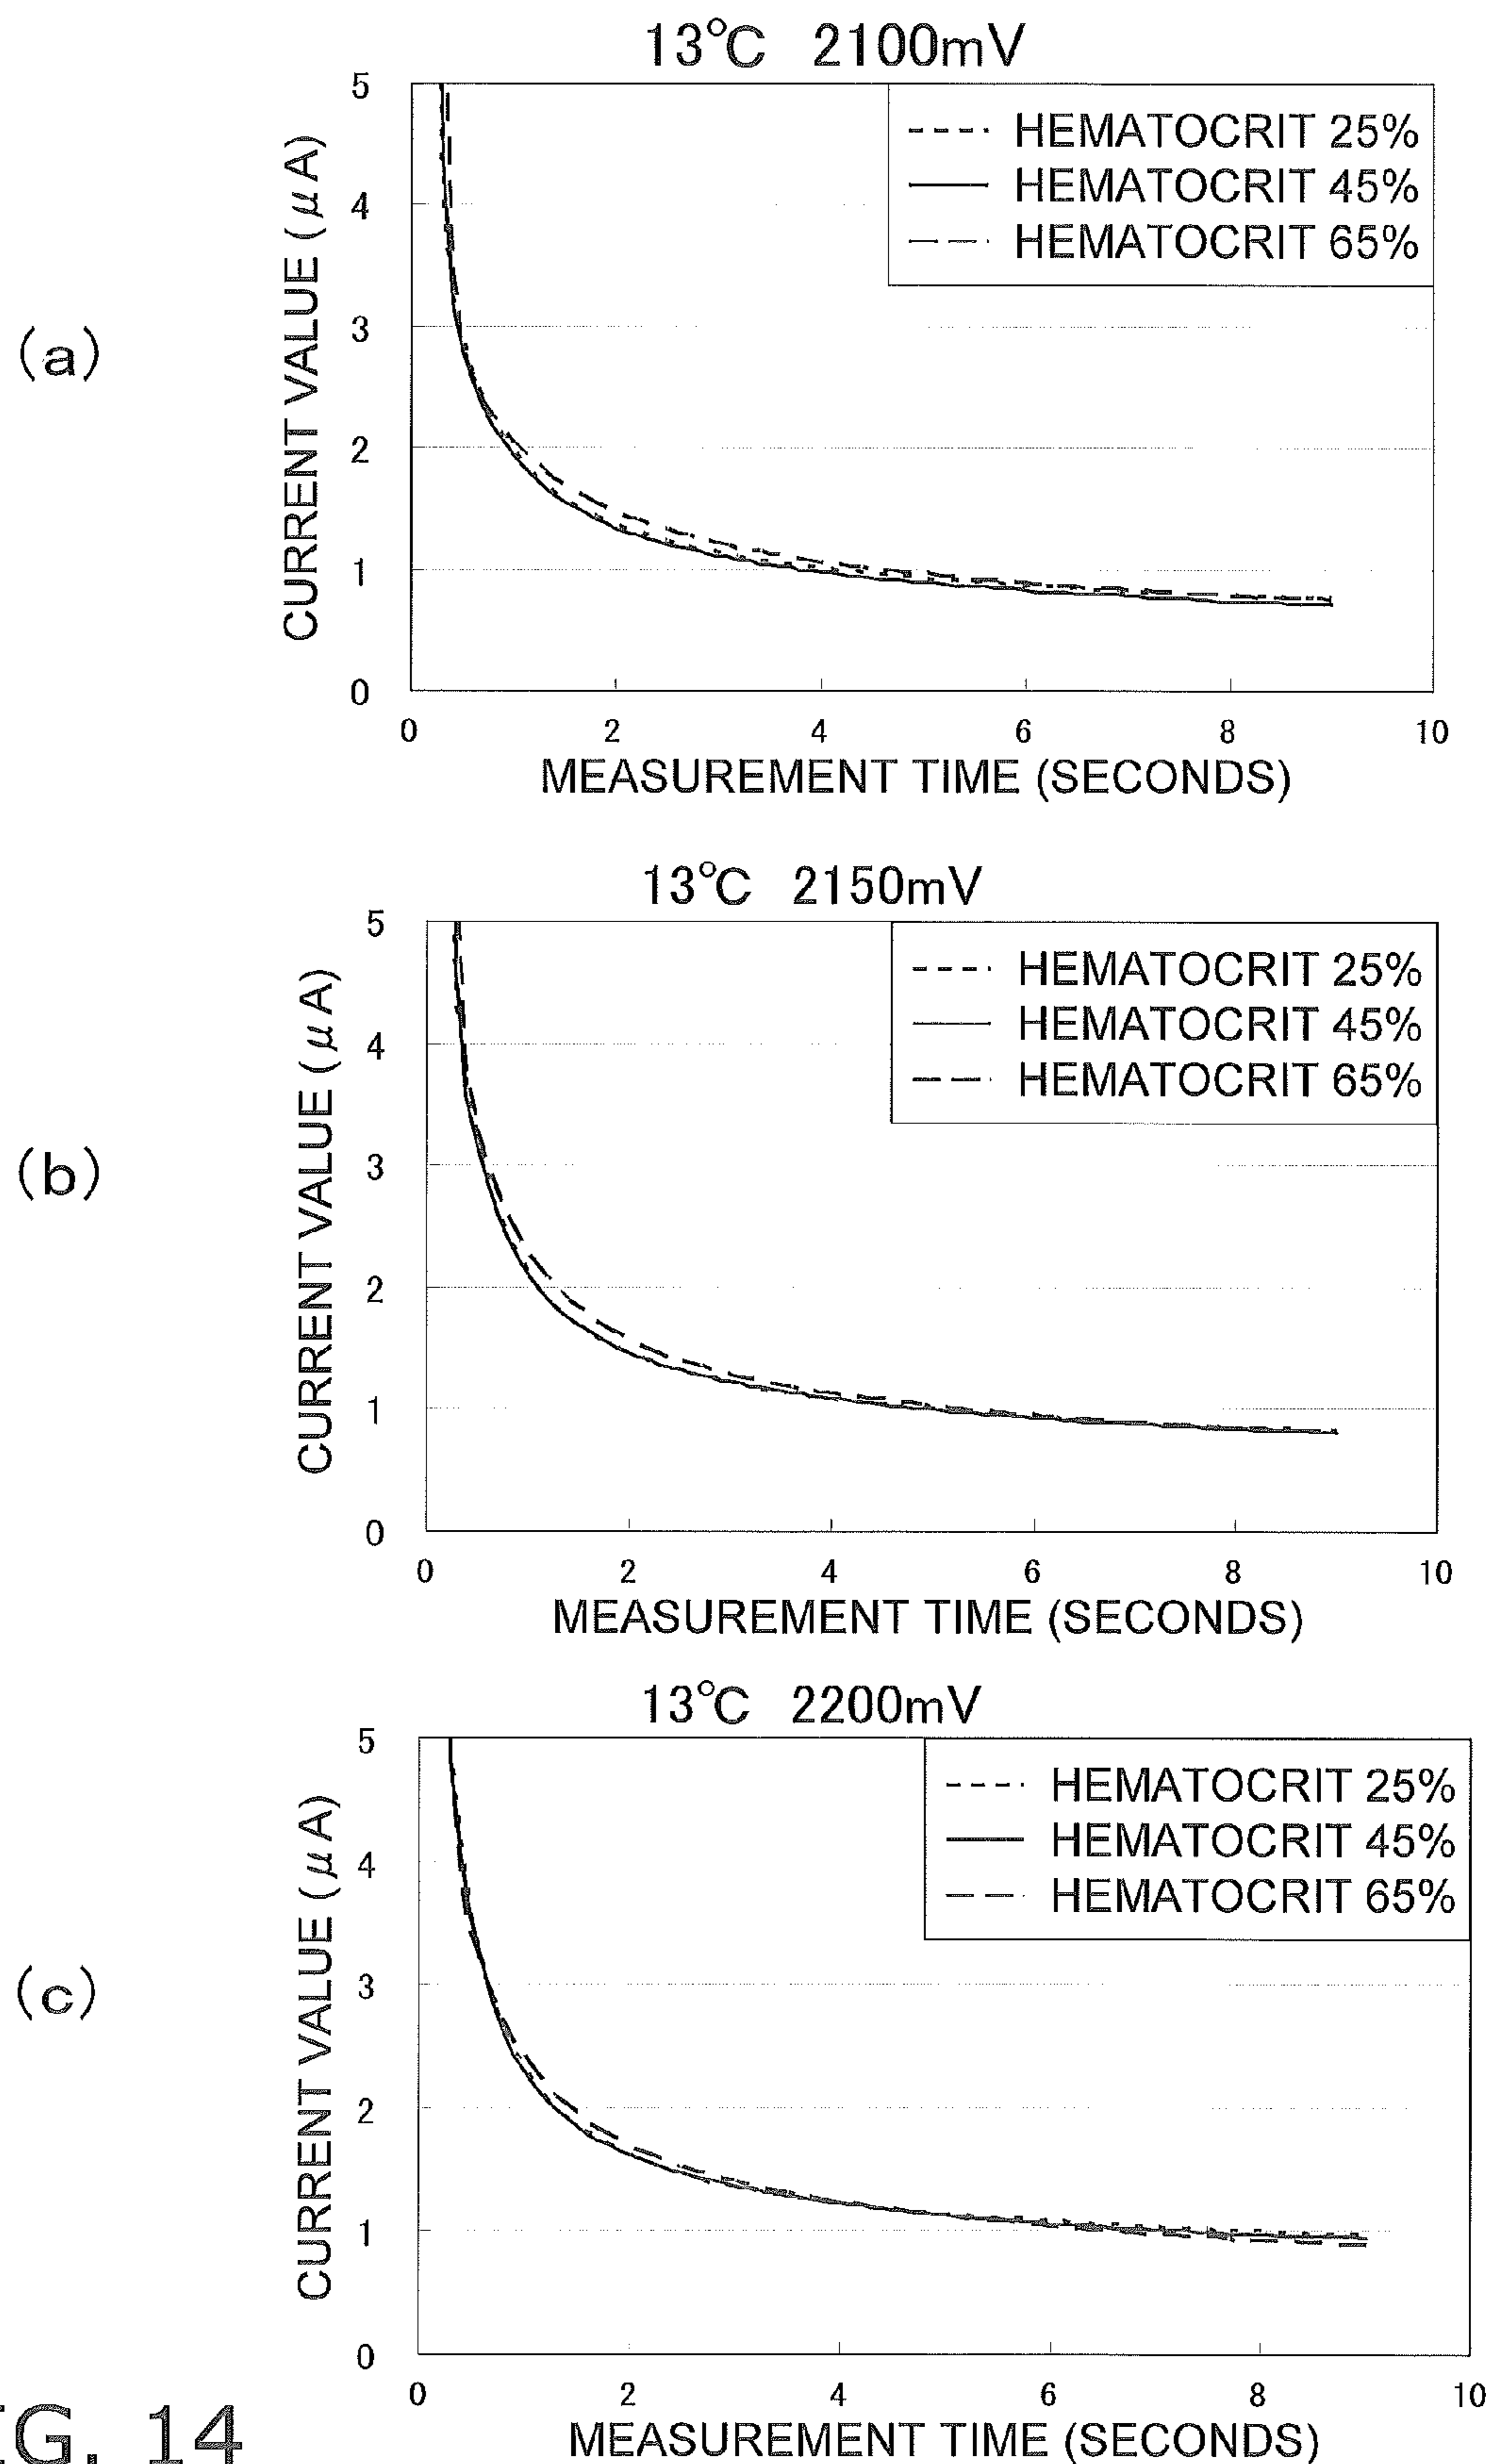 13℃ 2100mV
(a)
CURRENT VALUE (μA)
5
4
3
2
1
0
HEMATOCRIT 25%
HEMATOCRIT 45%
HEMATOCRIT 65%
0 2 4 6 8 10
MEASUREMENT TIME (SECONDS)
13℃ 2150mV
(b)
CURRENT VALUE (μA)
5
4
3
2
1
0
HEMATOCRIT 25%
HEMATOCRIT 45%
HEMATOCRIT 65%
0 2 4 6 8 10
MEASUREMENT TIME (SECONDS)
13℃ 2200mV
(c)
CURRENT VALUE (μA)
5
4
3
2
1
0
HEMATOCRIT 25%
HEMATOCRIT 45%
HEMATOCRIT 65%
0 2 4 6 8 10
MEASUREMENT TIME (SECONDS)
G. 14